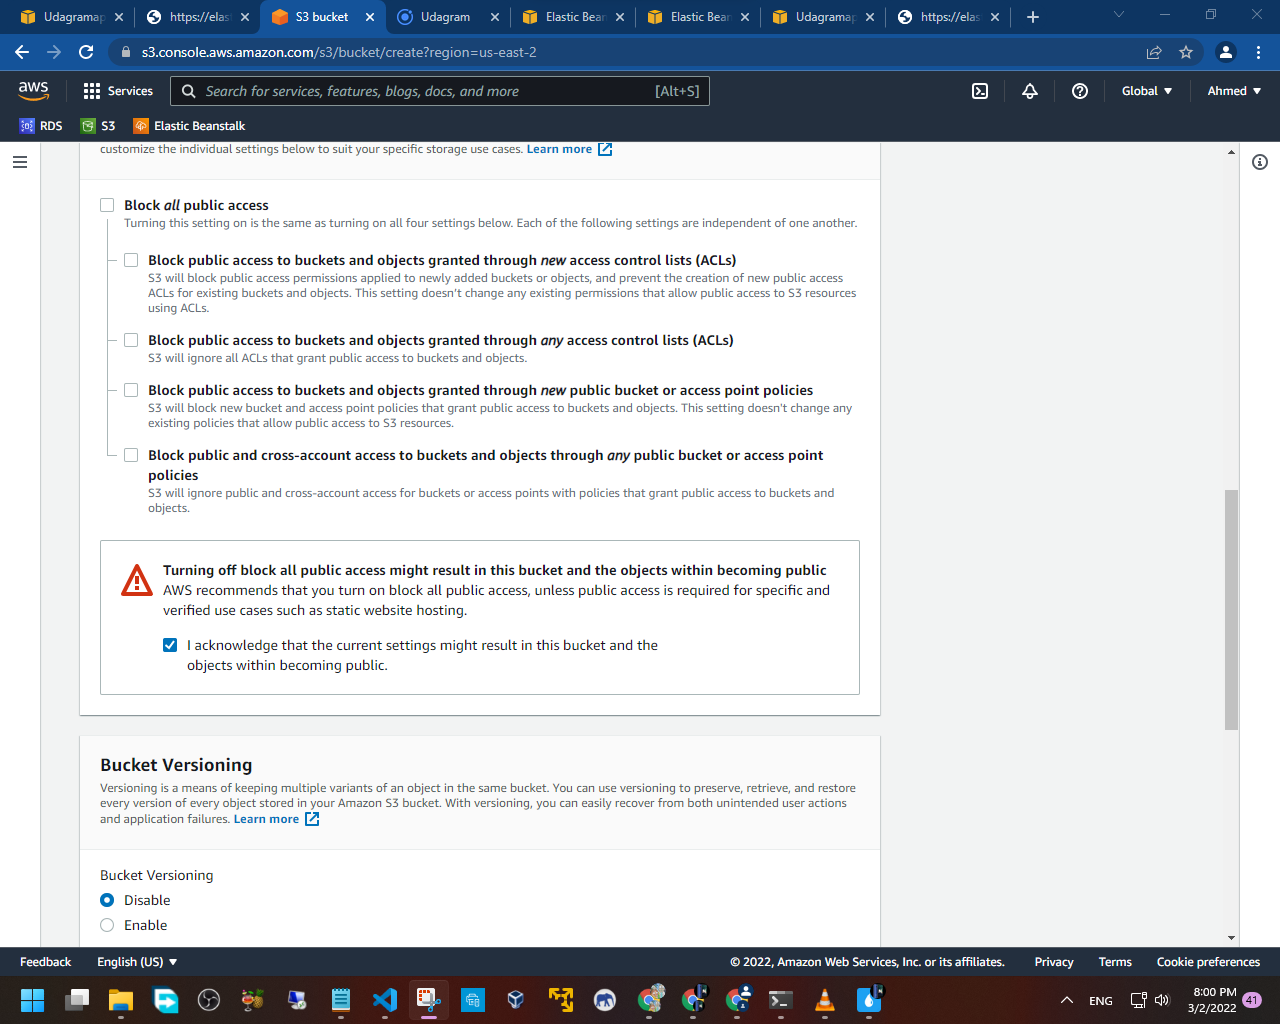 Udagramap
https://elas
S3 bucket
Udagram
Elastic Bean
Elastic Bean
Udagramap
https://elas
s3.console.aws.amazon.com/s3/bucket/create?region=us-east-2
aws
Services
Search for services, features, blogs, docs, and more
[Alt+S]
Global
Ahmed
RDS
S3
Elastic Beanstalk
customize the individual settings below to suit your specific storage use cases. Learn more
Block all public access
Turning this setting on is the same as turning on all four settings below. Each of the following settings are independent of one another.
Block public access to buckets and objects granted through new access control lists (ACLs)
S3 will block public access permissions applied to newly added buckets or objects, and prevent the creation of new public access
ACLs for existing buckets and objects. This setting doesn't change any existing permissions that allow public access to S3 resources
using ACLs.
Block public access to buckets and objects granted through any access control lists (ACLs)
S3 will ignore all ACLs that grant public access to buckets and objects.
Block public access to buckets and objects granted through new public bucket or access point policies
S3 will block new bucket and access point policies that grant public access to buckets and objects. This setting doesn't change any
existing policies that allow public access to S3 resources.
Block public and cross-account access to buckets and objects through any public bucket or access point
policies
S3 will ignore public and cross-account access for buckets or access points with policies that grant public access to buckets and
objects.
Turning off block all public access might result in this bucket and the objects within becoming public
AWS recommends that you turn on block all public access, unless public access is required for specific and
verified use cases such as static website hosting.
I acknowledge that the current settings might result in this bucket and the
objects within becoming public.
Bucket Versioning
Versioning is a means of keeping multiple variants of an object in the same bucket. You can use versioning to preserve, retrieve, and restore
every version of every object stored in your Amazon S3 bucket. With versioning, you can easily recover from both unintended user actions
and application failures. Learn more
Bucket Versioning
Disable
Enable
Feedback
English (US)
© 2022, Amazon Web Services, Inc. or its affiliates.
Privacy
Terms
Cookie preferences
ENG
8:00 PM
3/2/2022
41